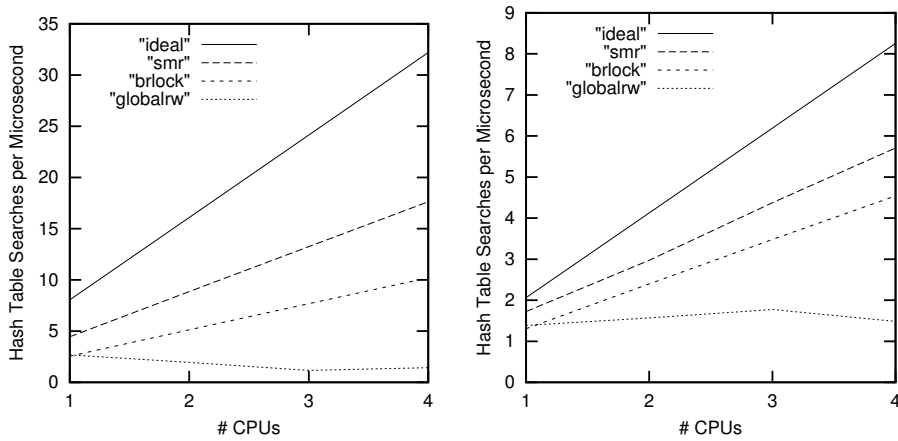 Hash Table Searches per Microsecond
35
30
25
20
15
10
5
0
"ideal"
"smr"
"brlock"
"globalrw"
1
2
3
4
# CPUs
Hash Table Searches per Microsecond
9
8
7
6
5
4
3
2
1
0
"ideal"
"smr"
"brlock"
"globalrw"
1
2
3
4
# CPUs